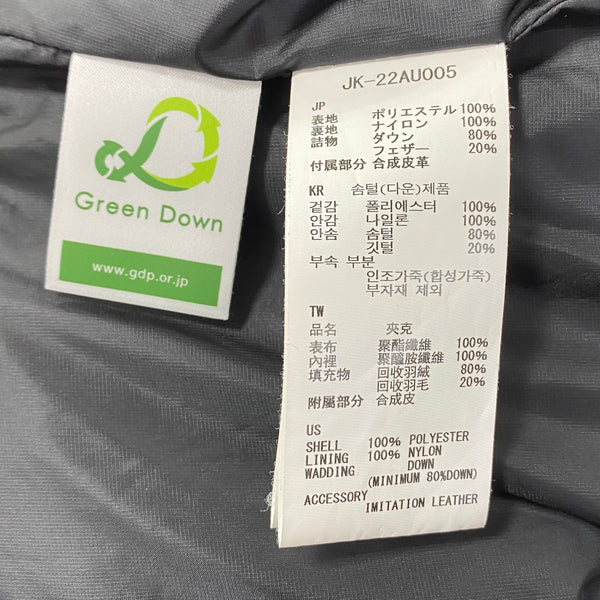 Green Down
www.gdp.or.jp
JK-22AU005
JP
表地 ポリエステル 100%
裏地 ナイロン 100%
詰物 ダウン 80%
フェザー 20%
付属部分 合成皮革
KR 솜털(다운)제품
겉감 폴리에스터 100%
안감 나일론 100%
안솜 솜털 80%
깃털 20%
부속 부분
인조가죽(합성가죽)
부자재 제외
TW
品名 夾克
表布 聚酯纖維 100%
內裡 聚醯胺纖維 100%
填充物 回收羽絨 80%
回收羽毛 20%
附属部分 合成皮
US
SHELL 100% POLYESTER
LINING 100% NYLON
WADDING DOWN
(MINIMUM 80%DOWN)
ACCESSORY
IMITATION LEATHER